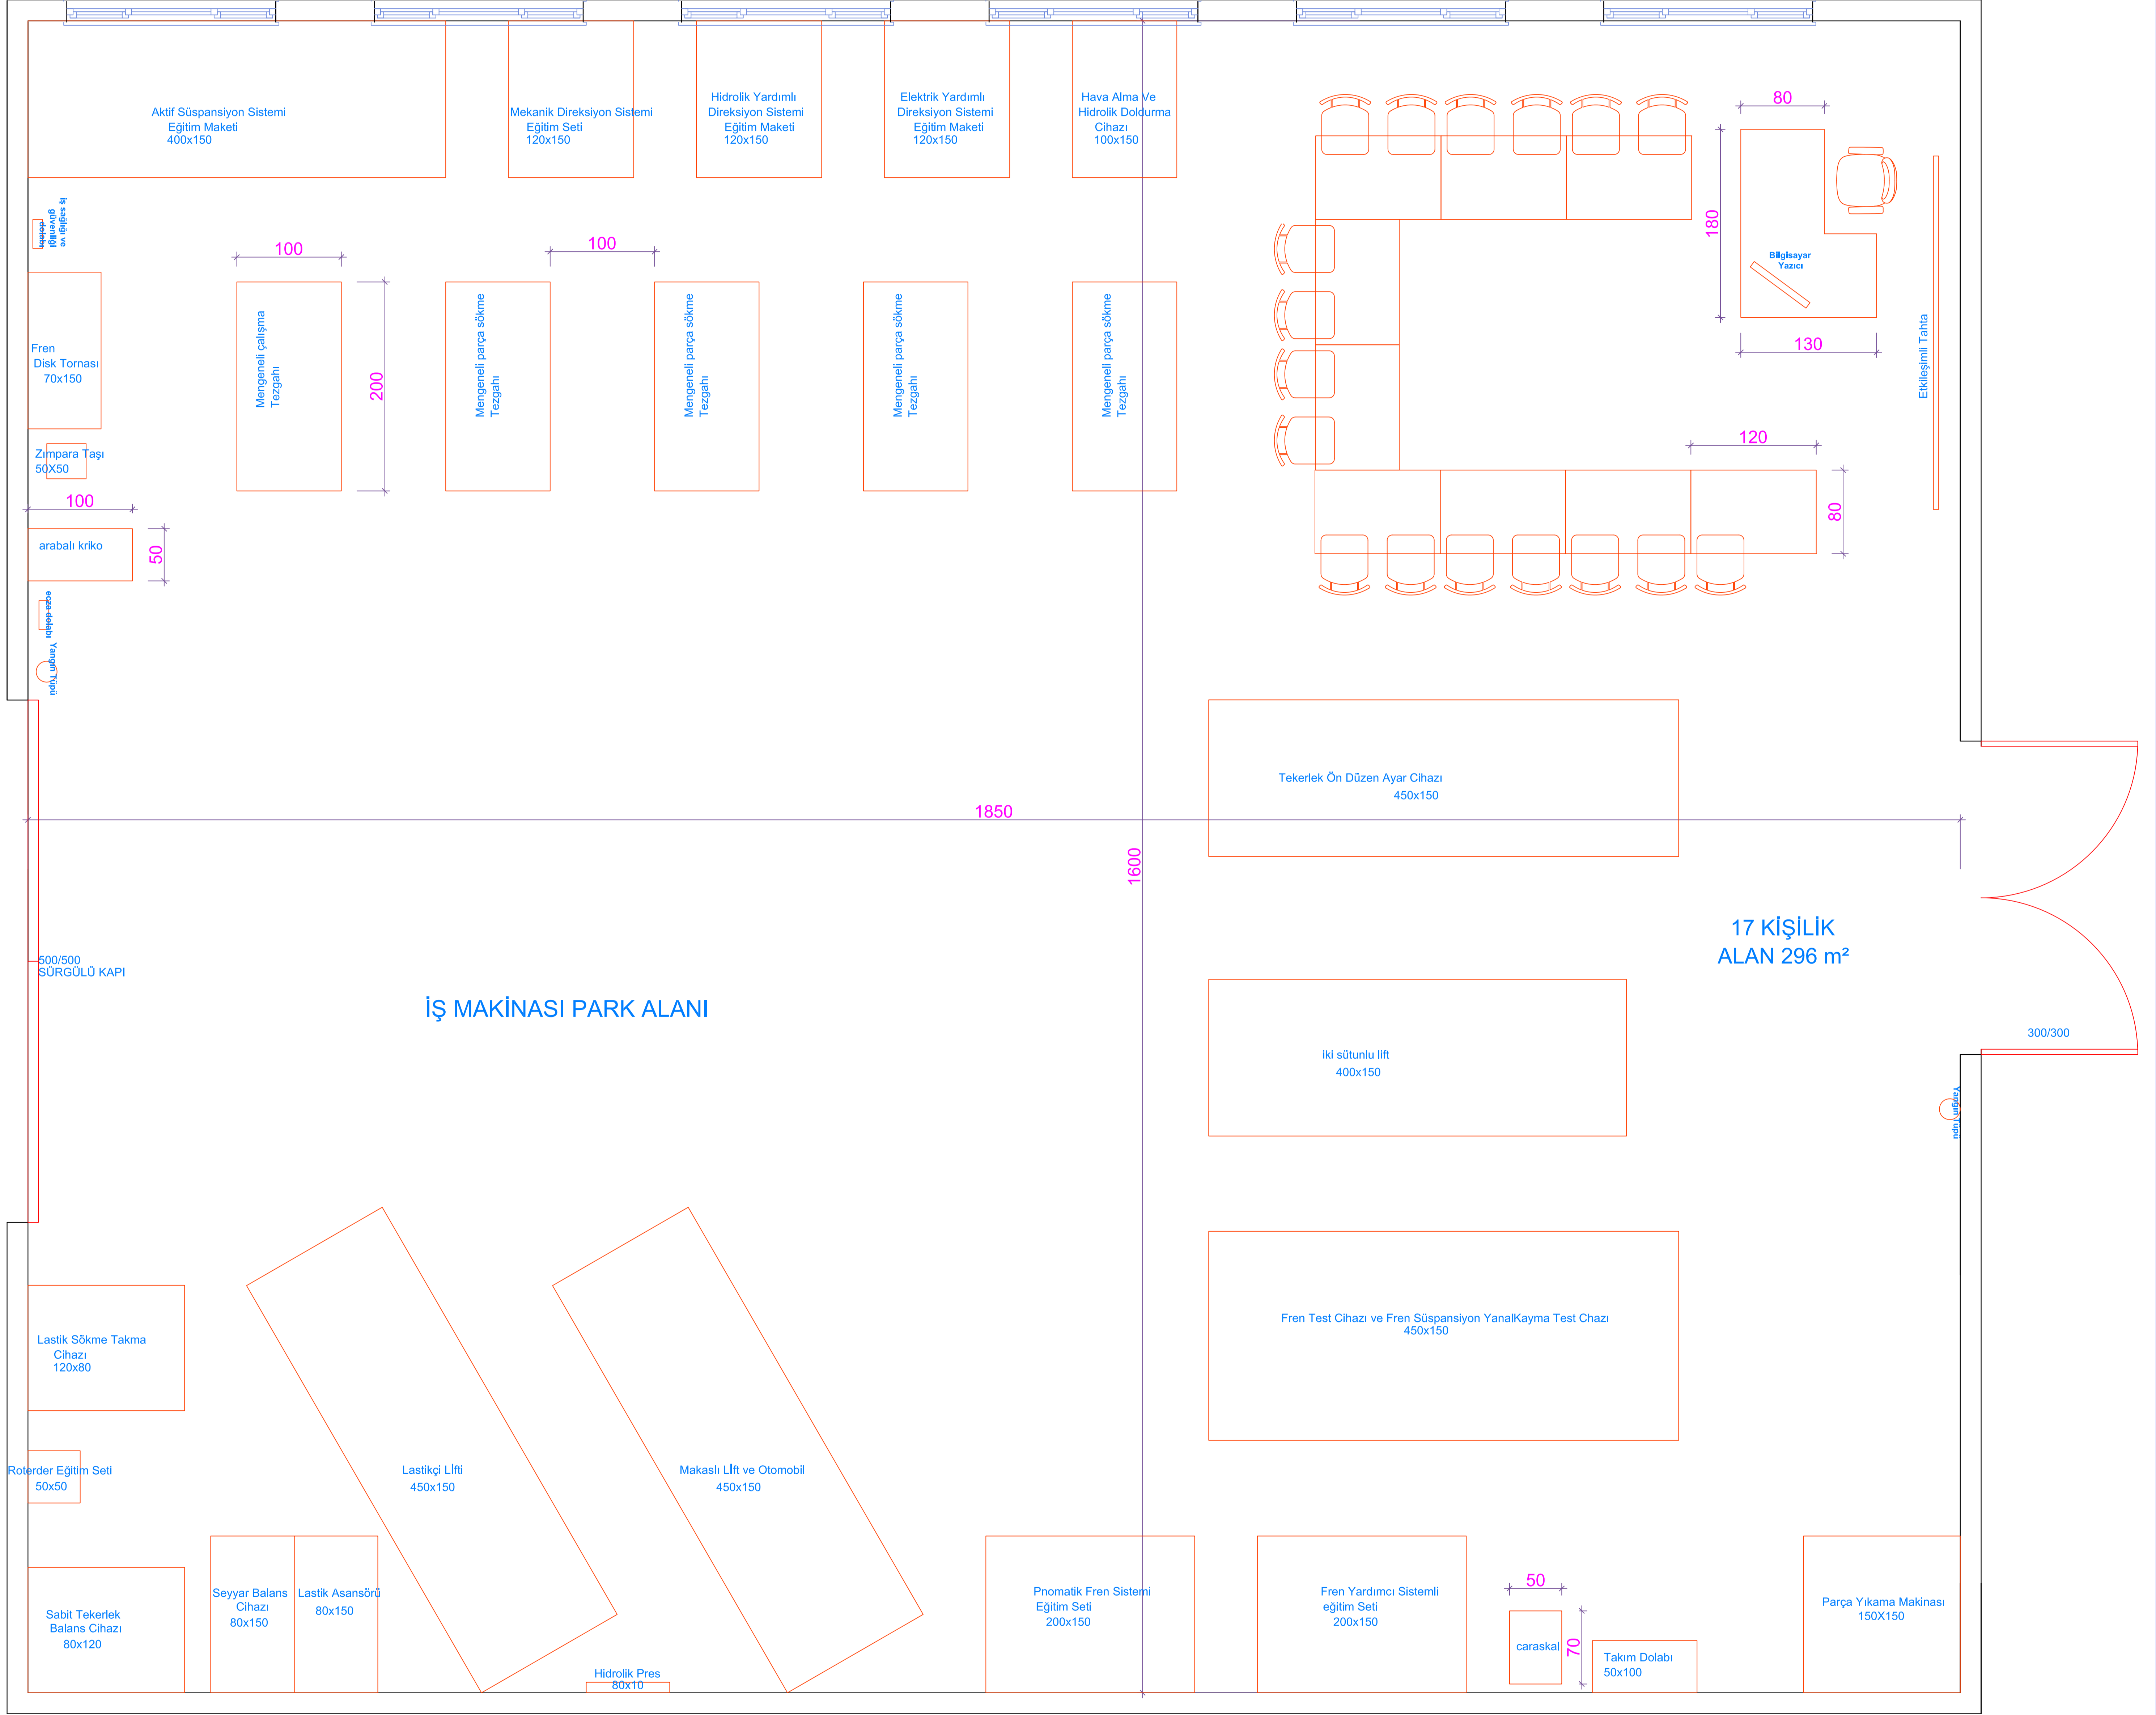 Aktif Süspansiyon Sistemi
Eğitim Maketi
400x150
Mekanik Direksiyon Sistemi
Eğitim Seti
120x150
Hidrolik Yardımlı
Direksiyon Sistemi
Eğitim Maketi
120x150
Elektrik Yardımlı
Direksiyon Sistemi
Eğitim Maketi
120x150
Hava Alma Ve
Hidrolik Doldurma
Cihazı
100x150
80
180
Bilgisayar
Yazıcı
130
Etkileşimli Tahta
120
80
İş sağlığı ve
güvenliği
dolabı
100
100
200
Mengeneli çalışma
Tezgahı
Mengeneli parça sökme
Tezgahı
Mengeneli parça sökme
Tezgahı
Mengeneli parça sökme
Tezgahı
Mengeneli parça sökme
Tezgahı
Fren
Disk Tornası
70x150
Zımpara Taşı
50X50
100
arabalı kriko
50
ecza dolabı
Yangın Tüpü
Tekerlek Ön Düzen Ayar Cihazı
450x150
1850
1600
17 KİŞİLİK
ALAN 296 m²
500/500
SÜRGÜLÜ KAPI
İŞ MAKİNASI PARK ALANI
iki sütunlu lift
400x150
300/300
Yangın Tüpü
Fren Test Cihazı ve Fren Süspansiyon YanalKayma Test Chazı
450x150
Lastik Sökme Takma
Cihazı
120x80
Roterder Eğitim Seti
50x50
Lastikçi Lİfti
450x150
Makaslı Lİft ve Otomobil
450x150
Sabit Tekerlek
Balans Cihazı
80x120
Seyyar Balans
Cihazı
80x150
Lastik Asansörü
80x150
Hidrolik Pres
80x10
Pnomatik Fren Sistemi
Eğitim Seti
200x150
Fren Yardımcı Sistemli
eğitim Seti
200x150
50
caraskal
70
Takım Dolabı
50x100
Parça Yıkama Makinası
150X150